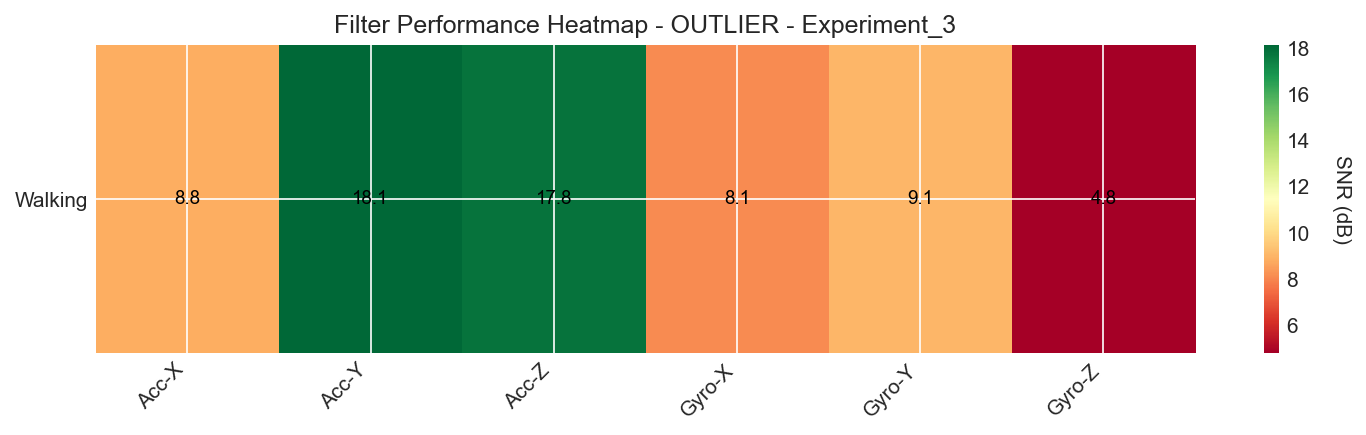 Filter Performance Heatmap - OUTLIER - Experiment_3
Walking
8.8 18.1 17.8 8.1 9.1 4.8
Acc-X Acc-Y Acc-Z Gyro-X Gyro-Y Gyro-Z
18
16
14
12
10
8
6
SNR (dB)